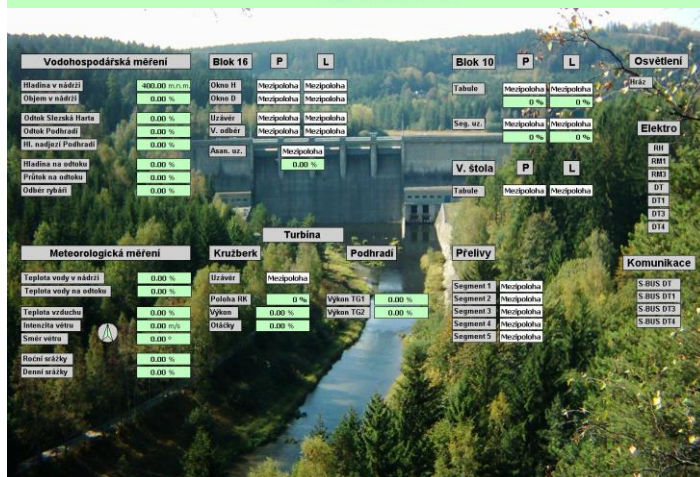 Vodohospodářská měření
Hladina v nádrži 400.00 m.n.m.
Objem v nádrži 0.00 %
Odtok Slezská Harta 0.00 %
Odtok Podhradí 0.00 %
Hl. nadjezí Podhradí 0.00 %
Hladina na odtoku 0.00 %
Průtok na odtoku 0.00 %
Odběr rybáři 0.00 %
Blok 16 P L
Okno H Mezipoloha Mezipoloha
Okno D Mezipoloha Mezipoloha
Uzávěr Mezipoloha Mezipoloha
V. odběr Mezipoloha Mezipoloha
Asan. uz. Mezipoloha
0.00 %
Blok 10 P L
Tabule Mezipoloha Mezipoloha
0 % 0 %
Seg. uz. Mezipoloha Mezipoloha
0 % 0 %
V. štola P L
Tabule Mezipoloha Mezipoloha
Osvětlení
Hráz
Elektro
RH
RM1
RM3
DT
DT1
DT3
DT4
Meteorologická měření
Teplota vody v nádrži 0.00 %
Teplota vody na odtoku 0.00 %
Teplota vzduchu 0.00 %
Intenzita větru 0.00 m/s
Směr větru 0.00 °
Roční srážky 0.00 %
Denní srážky 0.00 %
Turbína
Kružberk
Uzávěr Mezipoloha
Poloha RK 0 %
Výkon 0.00 %
Otáčky 0.00 %
Podhradí
Výkon TG1 0.00 %
Výkon TG2 0.00 %
Přelivy
Segment 1 Mezipoloha
Segment 2 Mezipoloha
Segment 3 Mezipoloha
Segment 4 Mezipoloha
Segment 5 Mezipoloha
Komunikace
S-BUS DT
S-BUS DT1
S-BUS DT3
S-BUS DT4